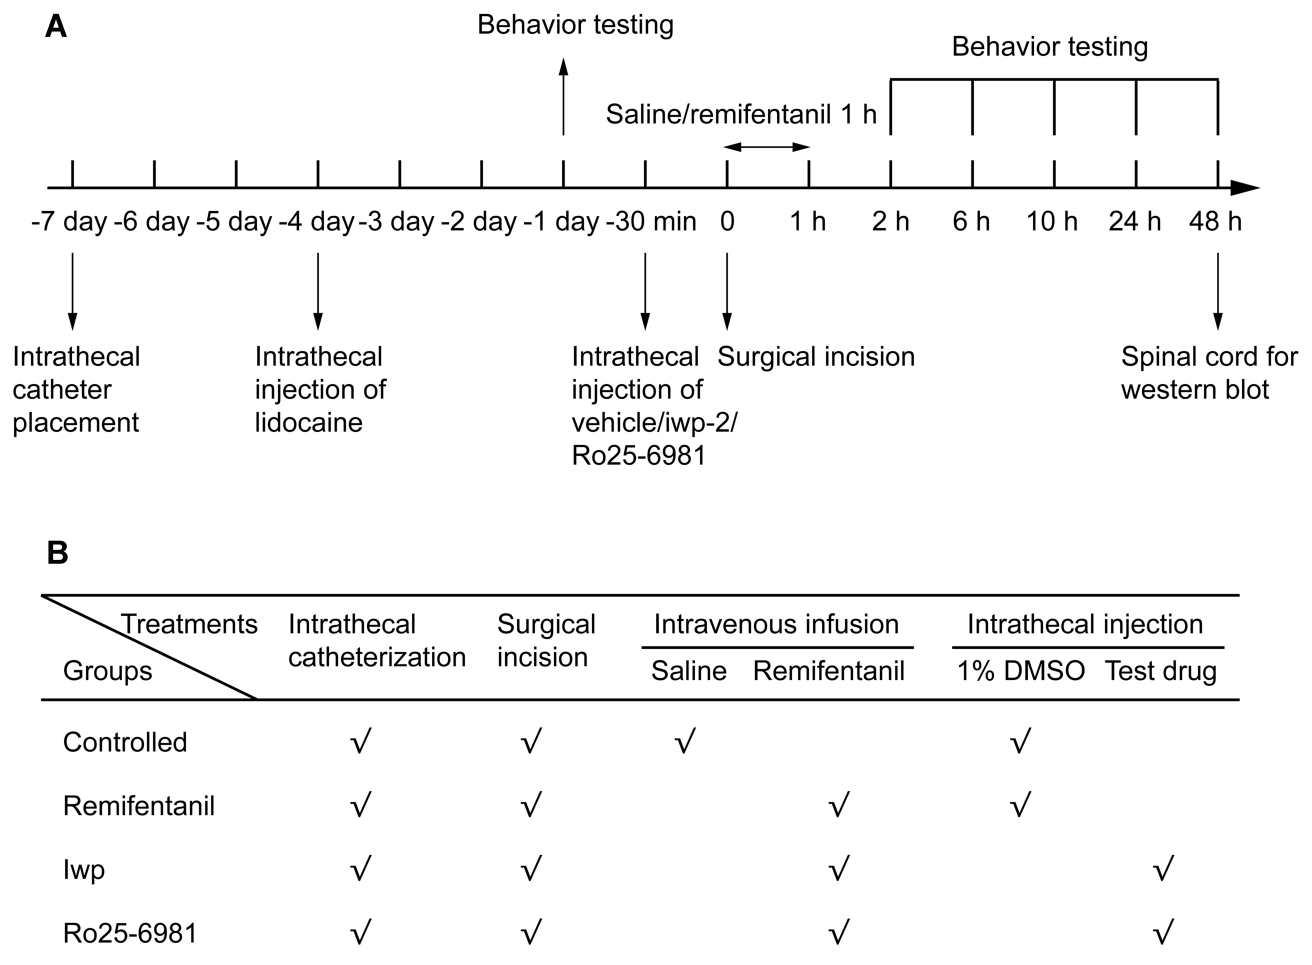 A
Behavior testing
Behavior testing
Saline/remifentanil 1 h
-7 day -6 day -5 day -4 day -3 day -2 day -1 day -30 min 0 1 h 2 h 6 h 10 h 24 h 48 h
Intrathecal
catheter
placement
Intrathecal
injection of
lidocaine
Intrathecal
injection of
vehicle/iwp-2/
Ro25-6981
Surgical incision
Spinal cord for
western blot
B
Treatments
Groups
Intrathecal
catheterization
Surgical
incision
Intravenous infusion
Saline Remifentanil
Intrathecal injection
1% DMSO Test drug
Controlled √ √ √ √
Remifentanil √ √ √ √
Iwp √ √ √ √
Ro25-6981 √ √ √ √